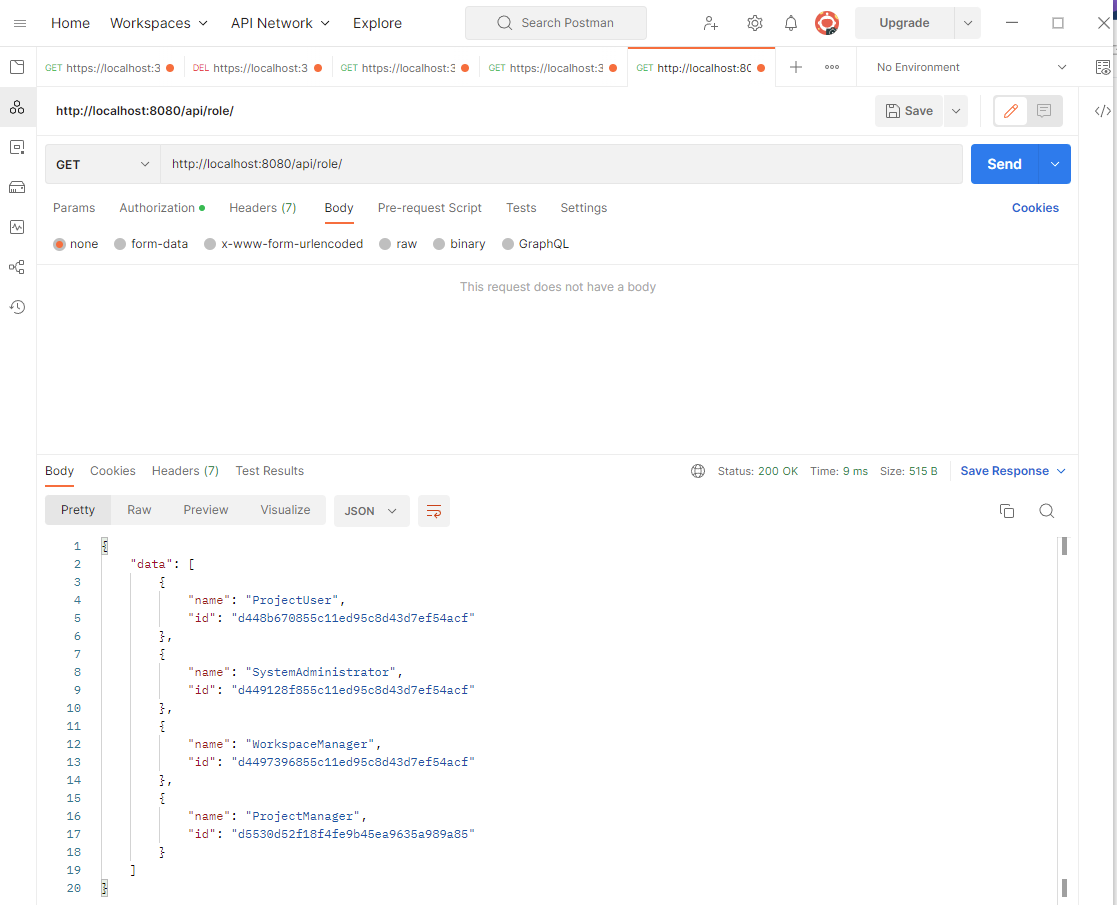 Home Workspaces API Network Explore Search Postman Upgrade
GET https://localhost:3 DEL https://localhost:3 GET https://localhost:3 GET https://localhost:3 GET http://localhost:80 No Environment
http://localhost:8080/api/role/ Save
GET http://localhost:8080/api/role/ Send
Params Authorization Headers (7) Body Pre-request Script Tests Settings Cookies
none form-data x-www-form-urlencoded raw binary GraphQL
This request does not have a body
Body Cookies Headers (7) Test Results Status: 200 OK Time: 9 ms Size: 515 B Save Response
Pretty Raw Preview Visualize JSON
1 {
2 "data": [
3 {
4 "name": "ProjectUser",
5 "id": "d448b670855c11ed95c8d43d7ef54acf"
6 },
7 {
8 "name": "SystemAdministrator",
9 "id": "d449128f855c11ed95c8d43d7ef54acf"
10 },
11 {
12 "name": "WorkspaceManager",
13 "id": "d4497396855c11ed95c8d43d7ef54acf"
14 },
15 {
16 "name": "ProjectManager",
17 "id": "d5530d52f18f4fe9b45ea9635a989a85"
18 }
19 ]
20 }